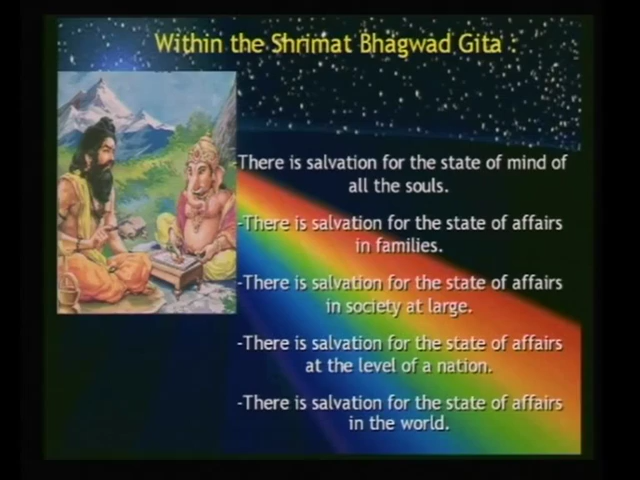 Within the Shrimat Bhagwad Gita :
There is salvation for the state of mind of
all the souls.
-There is salvation for the state of affairs
in families.
-There is salvation for the state of affairs
in society at large.
-There is salvation for the state of affairs
at the level of a nation.
-There is salvation for the state of affairs
in the world.